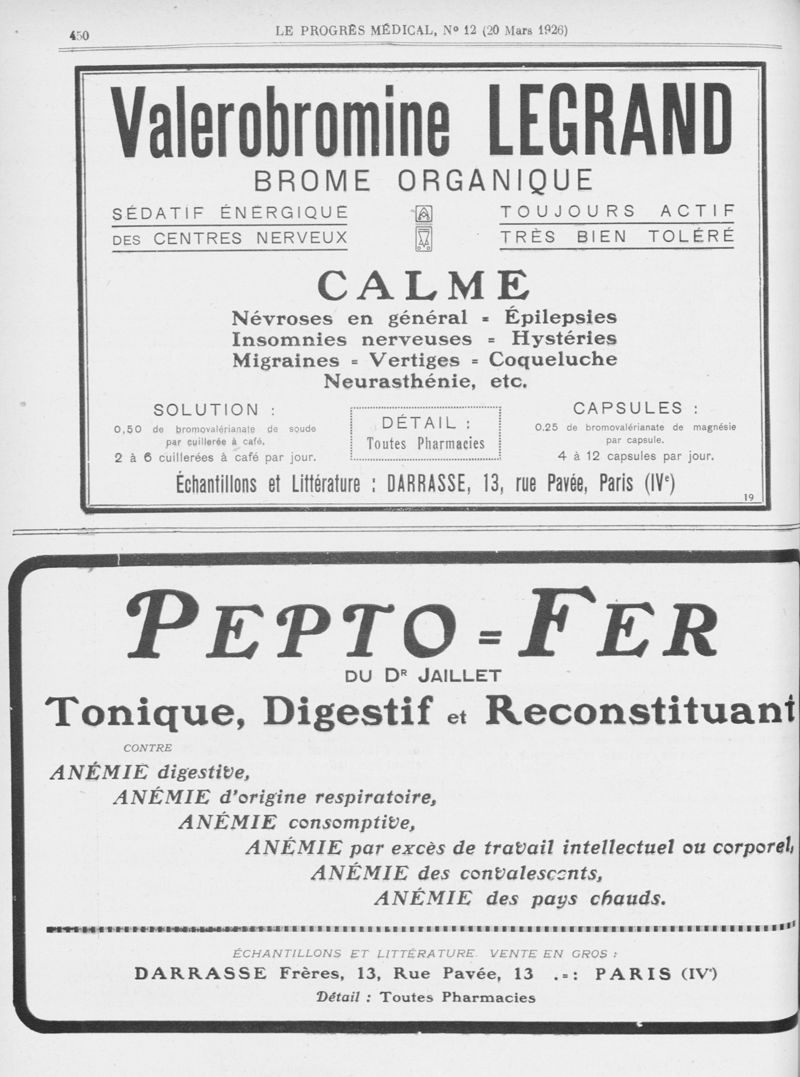 450
LE PROGRÈS MÉDICAL, Nº 12 (20 Mars 1926)
Valerobromine LEGRAND
BROME ORGANIQUE
SÉDATIF ÉNERGIQUE
DES CENTRES NERVEUX
TOUJOURS ACTIF
TRÈS BIEN TOLÉRÉ
CALME
Névroses en général = Épilepsies
Insomnies nerveuses = Hystéries
Migraines = Vertiges = Coqueluche
Neurasthénie, etc.
SOLUTION :
0,50 de bromovalérianate de soude
par cuillerée à café.
2 à 6 cuillerées à café par jour.
DÉTAIL :
Toutes Pharmacies
CAPSULES :
0.25 de bromovalérianate de magnésie
par capsule.
4 à 12 capsules par jour.
Échantillons et Littérature : DARRASSE, 13, rue Pavée, Paris (IVe)
19
PEPTO=FER
DU DR JAILLET
Tonique, Digestif et Reconstituant
CONTRE
ANÉMIE digestive,
ANÉMIE d'origine respiratoire,
ANÉMIE consomptive,
ANÉMIE par excès de travail intellectuel ou corporel,
ANÉMIE des convalescents,
ANÉMIE des pays chauds.
ÉCHANTILLONS ET LITTÉRATURE. VENTE EN GROS :
DARRASSE Frères, 13, Rue Pavée, 13 .=: PARIS (IVe)
Détail : Toutes Pharmacies